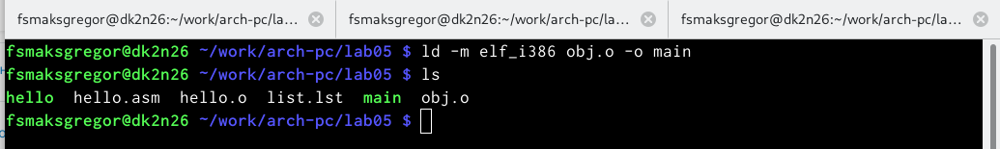 fsmaksgregor@dk2n26:~/work/arch-pc/la... fsmaksgregor@dk2n26:~/work/arch-pc/la... fsmaksgregor@dk2n26:~/work/arch-pc/la...
fsmaksgregor@dk2n26 ~/work/arch-pc/lab05 $ ld -m elf_i386 obj.o -o main
fsmaksgregor@dk2n26 ~/work/arch-pc/lab05 $ ls
hello  hello.asm  hello.o  list.lst  main  obj.o
fsmaksgregor@dk2n26 ~/work/arch-pc/lab05 $